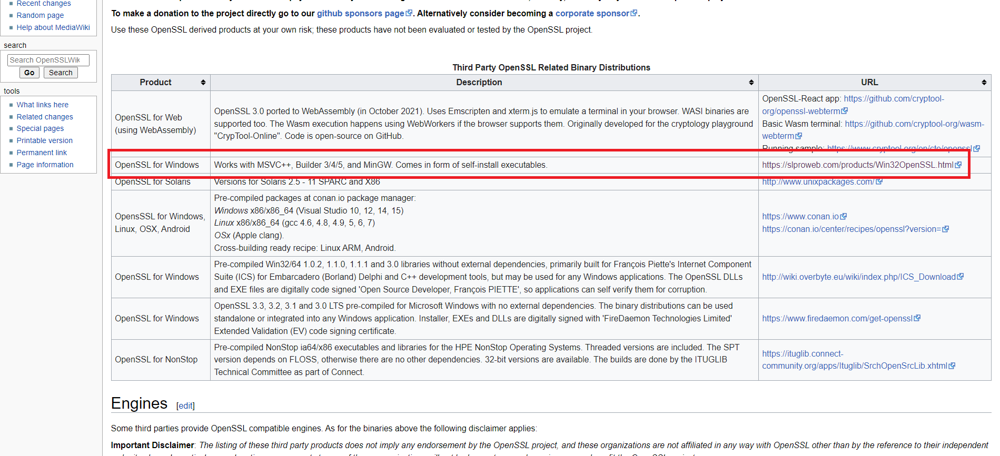 Recent changes
Random page
Help about MediaWiki
search
Search OpenSSLWik
Go Search
tools
What links here
Related changes
Special pages
Printable version
Permanent link
Page information
To make a donation to the project directly go to our github sponsors page. Alternatively consider becoming a corporate sponsor.
Use these OpenSSL derived products at your own risk; these products have not been evaluated or tested by the OpenSSL project.
Third Party OpenSSL Related Binary Distributions
Product Description URL
OpenSSL for Web
(using WebAssembly)
OpenSSL 3.0 ported to WebAssembly (in October 2021). Uses Emscripten and xterm.js to emulate a terminal in your browser. WASI binaries are
supported too. The Wasm execution happens using WebWorkers if the browser supports them. Originally developed for the cryptology playground
"CrypTool-Online". Code is open-source on GitHub.
OpenSSL-React app: https://github.com/cryptool-
org/openssl-webterm
Basic Wasm terminal: https://github.com/cryptool-org/wasm-
webterm
Running sample: https://www.cryptool.org/en/cto/openssl
OpenSSL for Windows
Works with MSVC++, Builder 3/4/5, and MinGW. Comes in form of self-install executables.
https://slproweb.com/products/Win32OpenSSL.html
OpenSSL for Solaris
Versions for Solaris 2.5 - 11 SPARC and X86
http://www.unixpackages.com/
OpensSSL for Windows,
Linux, OSX, Android
Pre-compiled packages at conan.io package manager:
Windows x86/x86_64 (Visual Studio 10, 12, 14, 15)
Linux x86/x86_64 (gcc 4.6, 4.8, 4.9, 5, 6, 7)
OSx (Apple clang).
Cross-building ready recipe: Linux ARM, Android.
https://www.conan.io
https://conan.io/center/recipes/openssl?version=
OpenSSL for Windows
Pre-compiled Win32/64 1.0.2, 1.1.0, 1.1.1 and 3.0 libraries without external dependencies, primarily built for François Piette's Internet Component
Suite (ICS) for Embarcadero (Borland) Delphi and C++ development tools, but may be used for any Windows applications. The OpenSSL DLLs
and EXE files are digitally code signed 'Open Source Developer, François PIETTE', so applications can self verify them for corruption.
http://wiki.overbyte.eu/wiki/index.php/ICS_Download
OpenSSL for Windows
OpenSSL 3.3, 3.2, 3.1 and 3.0 LTS pre-compiled for Microsoft Windows with no external dependencies. The binary distributions can be used
standalone or integrated into any Windows application. Installer, EXEs and DLLs are digitally signed with 'FireDaemon Technologies Limited'
Extended Validation (EV) code signing certificate.
https://www.firedaemon.com/get-openssl
OpenSSL for NonStop
Pre-compiled NonStop ia64/x86 executables and libraries for the HPE NonStop Operating Systems. Threaded versions are included. The SPT
version depends on FLOSS, otherwise there are no other dependencies. 32-bit versions are available. The builds are done by the ITUGLIB
Technical Committee as part of Connect.
https://ituglib.connect-
community.org/apps/Ituglib/SrchOpenSrcLib.xhtml
Engines [edit]
Some third parties provide OpenSSL compatible engines. As for the binaries above the following disclaimer applies:
Important Disclaimer: The listing of these third party products does not imply any endorsement by the OpenSSL project, and these organizations are not affiliated in any way with OpenSSL other than by the reference to their independent